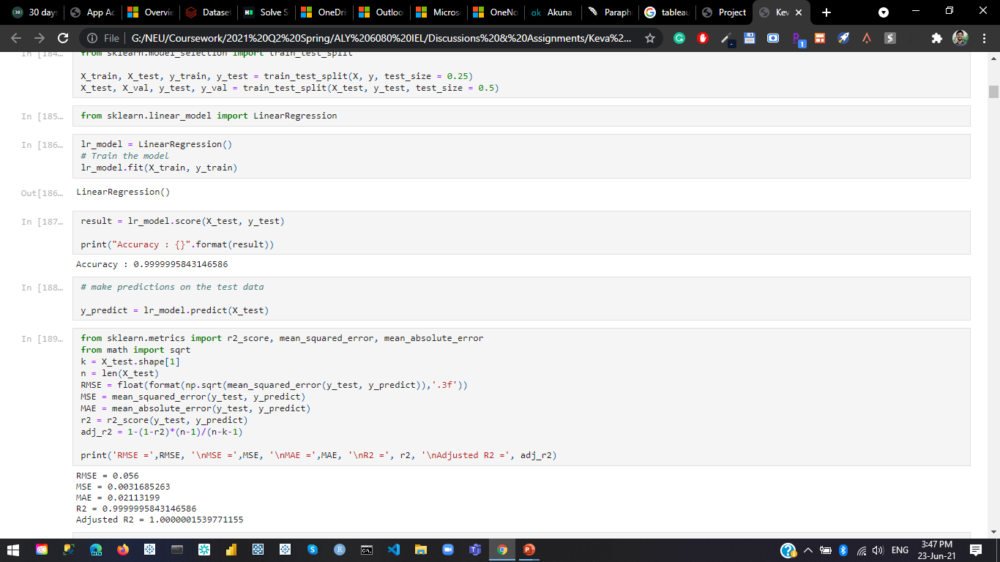 30 days
App Ac
Overvie
Dataset
Solve S
OneDri
Outloo
Micros
OneNo
Akuna
Paraph
tableau
Project
Kev
File
G:/NEU/Coursework/2021%20Q2%20Spring/ALY%206080%20IEL/Discussions%20&%20Assignments/Keva%2...
In [184…
from sklearn.model_selection import train_test_split
X_train, X_test, y_train, y_test = train_test_split(X, y, test_size = 0.25)
X_test, X_val, y_test, y_val = train_test_split(X_test, y_test, test_size = 0.5)
In [185…
from sklearn.linear_model import LinearRegression
In [186…
lr_model = LinearRegression()
# Train the model
lr_model.fit(X_train, y_train)
Out[186…
LinearRegression()
In [187…
result = lr_model.score(X_test, y_test)
print("Accuracy : {}".format(result))
Accuracy : 0.9999995843146586
In [188…
# make predictions on the test data
y_predict = lr_model.predict(X_test)
In [189…
from sklearn.metrics import r2_score, mean_squared_error, mean_absolute_error
from math import sqrt
k = X_test.shape[1]
n = len(X_test)
RMSE = float(format(np.sqrt(mean_squared_error(y_test, y_predict)),'.3f'))
MSE = mean_squared_error(y_test, y_predict)
MAE = mean_absolute_error(y_test, y_predict)
r2 = r2_score(y_test, y_predict)
adj_r2 = 1-(1-r2)*(n-1)/(n-k-1)
print('RMSE =',RMSE, '\nMSE =',MSE, '\nMAE =',MAE, '\nR2 =', r2, '\nAdjusted R2 =', adj_r2)
RMSE = 0.056
MSE = 0.0031685263
MAE = 0.02113199
R2 = 0.9999995843146586
Adjusted R2 = 1.0000001539771155
ENG
3:47 PM
23-Jun-21